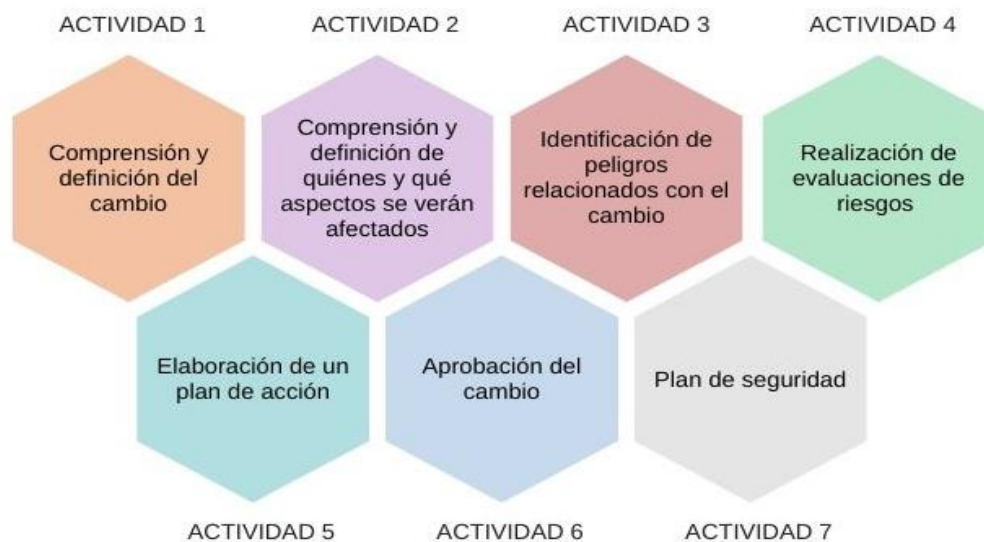 ACTIVIDAD 1
ACTIVIDAD 2
ACTIVIDAD 3
ACTIVIDAD 4
Comprensión y
definición del
cambio
Comprensión y
definición de
quiénes y qué
aspectos se verán
afectados
Identificación de
peligros
relacionados con el
cambio
Realización de
evaluaciones de
riesgos
Elaboración de un
plan de acción
Aprobación del
cambio
Plan de seguridad
ACTIVIDAD 5
ACTIVIDAD 6
ACTIVIDAD 7